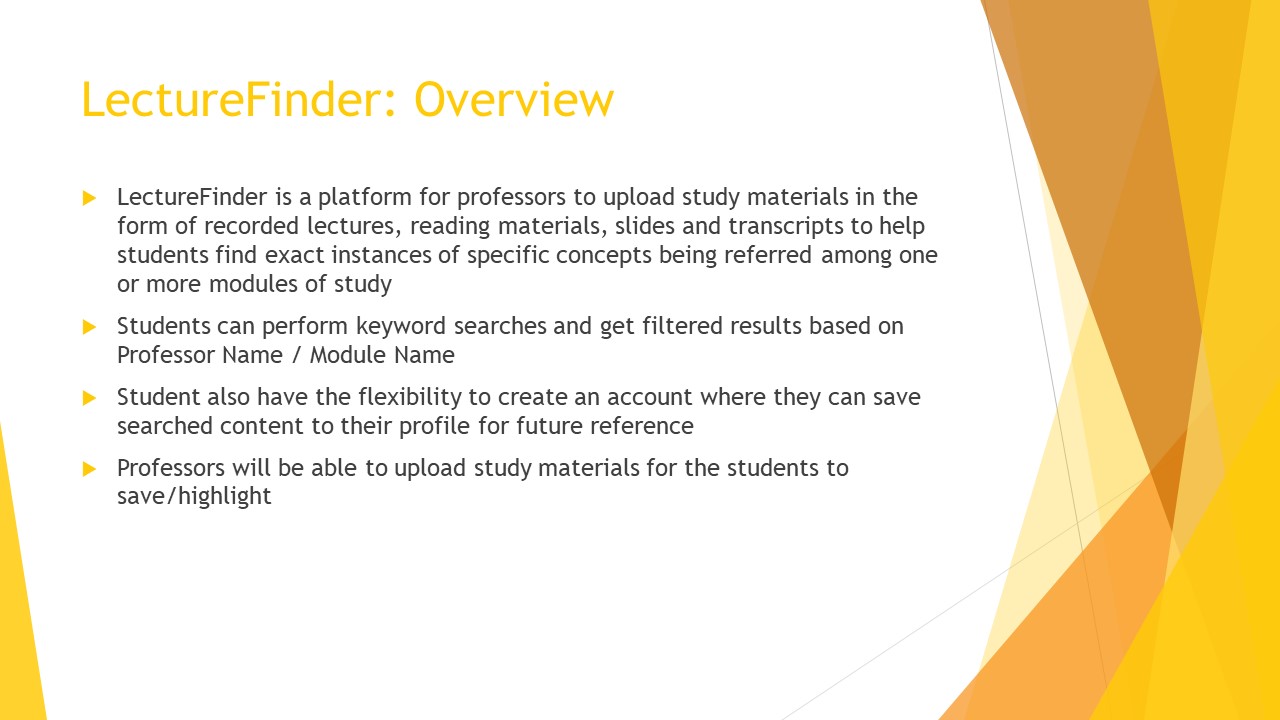 LectureFinder: Overview
LectureFinder is a platform for professors to upload study materials in the
form of recorded lectures, reading materials, slides and transcripts to help
students find exact instances of specific concepts being referred among one
or more modules of study
Students can perform keyword searches and get filtered results based on
Professor Name / Module Name
Student also have the flexibility to create an account where they can save
searched content to their profile for future reference
Professors will be able to upload study materials for the students to
save/highlight